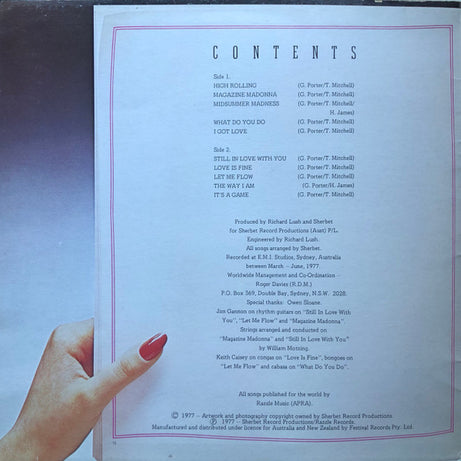 CONTENTS
Side 1.
HIGH ROLLING (G. Porter/T. Mitchell)
MAGAZINE MADONNA (G. Porter/T. Mitchell)
MIDSUMMER MADNESS (G. Porter/T. Mitchell/
H. James)
WHAT DO YOU DO (G. Porter/T. Mitchell)
I GOT LOVE (G. Porter/T. Mitchell)
Side 2.
STILL IN LOVE WITH YOU (G. Porter/T. Mitchell)
LOVE IS FINE (G. Porter/T. Mitchell)
LET ME FLOW (G. Porter/T. Mitchell)
THE WAY I AM (G. Porter/H. James)
IT'S A GAME (G. Porter/T. Mitchell)
Produced by Richard Lush and Sherbet
for Sherbet Record Productions (Aust) P/L.
Engineered by Richard Lush.
All songs arranged by Sherbet.
Recorded at E.M.I. Studios, Sydney, Australia
between March – June, 1977.
Worldwide Management and Co-Ordination –
Roger Davies (R.D.M.)
P.O. Box 369, Double Bay, Sydney, N.S.W. 2028.
Special thanks: Owen Sloane.
Jim Gannon on rhythm guitars on "Still In Love With
You", "Let Me Flow" and "Magazine Madonna".
Strings arranged and conducted on
"Magazine Madonna" and "Still In Love With You"
by William Motzing.
Keith Casey on congas on "Love Is Fine", bongoes on
"Let Me Flow" and cabasa on "What Do You Do".
All songs published for the world by
Razzle Music (APRA).
© 1977 – Artwork and photography copyright owned by Sherbet Record Productions.
℗ 1977 – Sherbet Record Productions/Razzle Records.
Manufactured and distributed under licence for Australia and New Zealand by Festival Records Pty. Ltd.